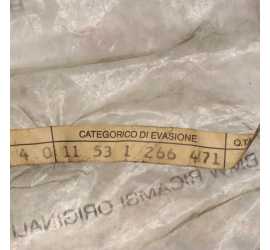 CATEGORICO DI EVASIONE Q.T
4 0 11 53 1 266 471
BMW RICAMBI ORIGINALI